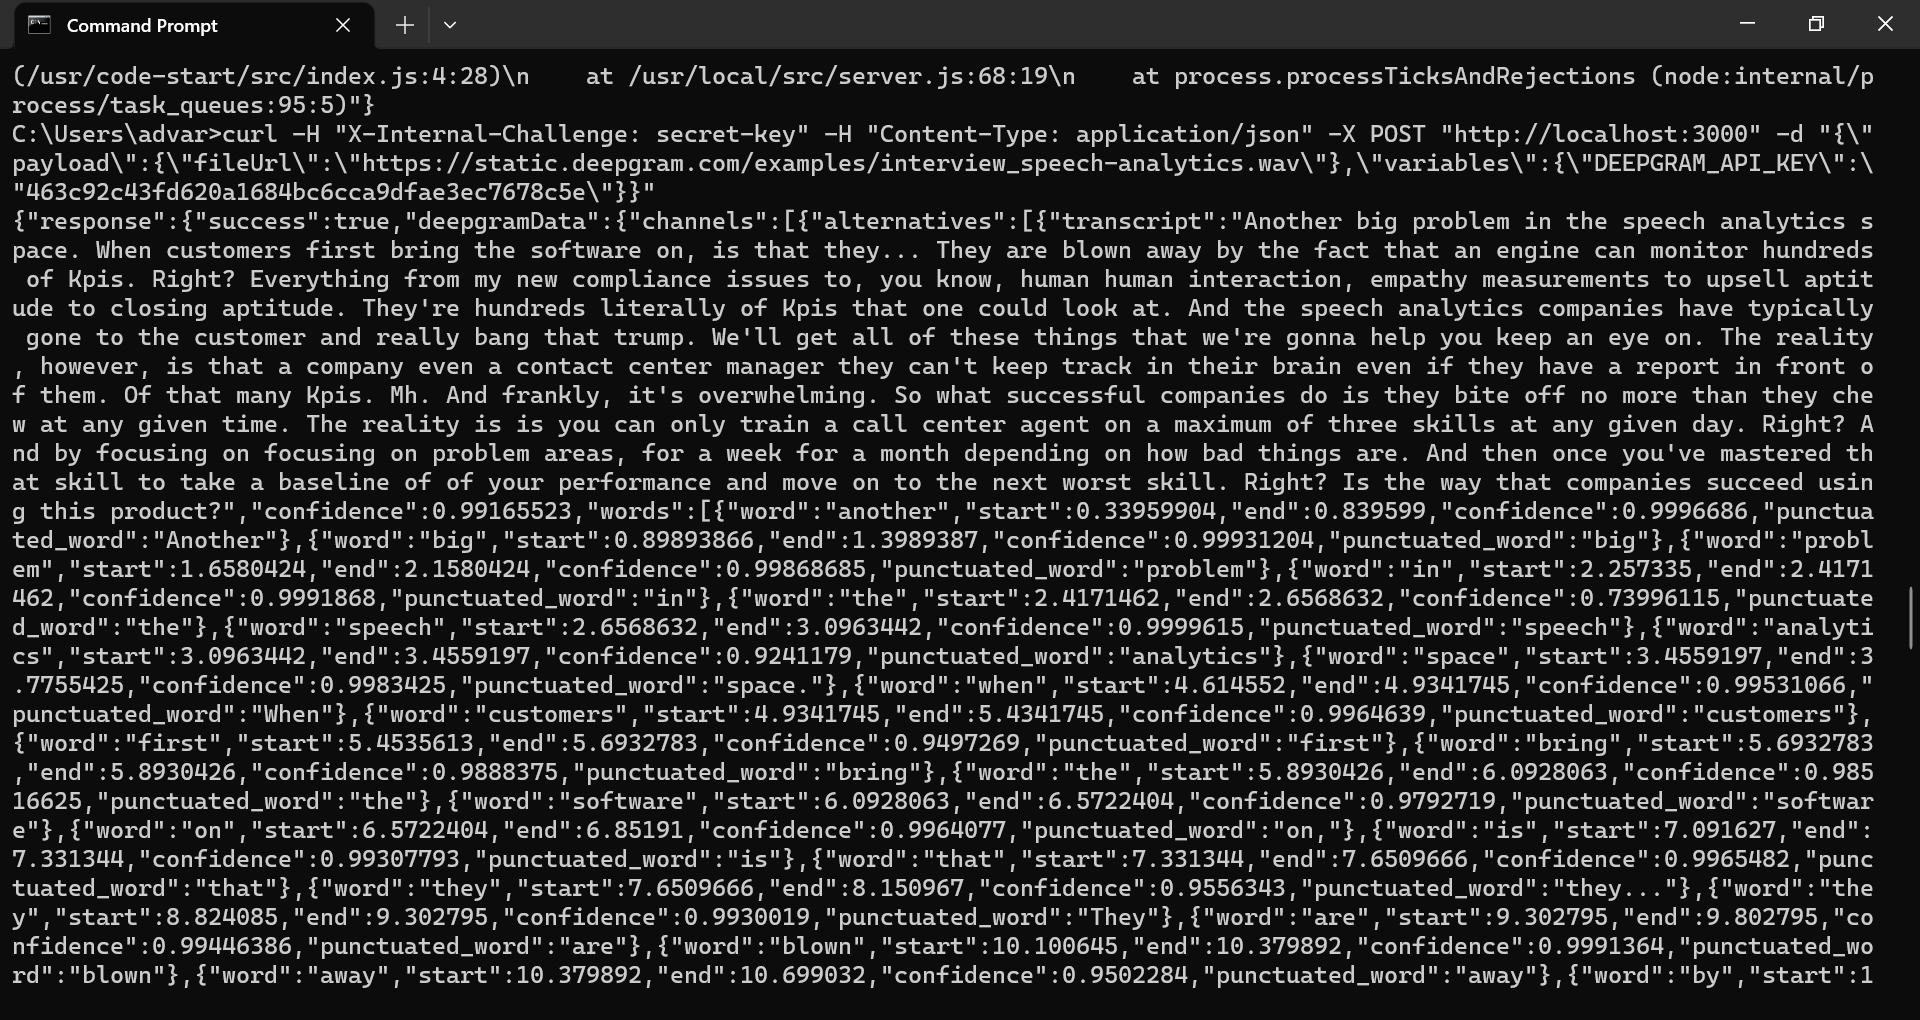 Command Prompt
(/usr/code-start/src/index.js:4:28)\n    at /usr/local/src/server.js:68:19\n    at process.processTicksAndRejections (node:internal/p
rocess/task_queues:95:5)"}
C:\Users\advar>curl -H "X-Internal-Challenge: secret-key" -H "Content-Type: application/json" -X POST "http://localhost:3000" -d "{\"
payload\":{\"fileUrl\":\"https://static.deepgram.com/examples/interview_speech-analytics.wav\"},\"variables\":{\"DEEPGRAM_API_KEY\":\
"463c92c43fd620a1684bc6cca9dfae3ec7678c5e\"}}"
{"response":{"success":true,"deepgramData":{"channels":[{"alternatives":[{"transcript":"Another big problem in the speech analytics s
pace. When customers first bring the software on, is that they... They are blown away by the fact that an engine can monitor hundreds
 of Kpis. Right? Everything from my new compliance issues to, you know, human human interaction, empathy measurements to upsell aptit
ude to closing aptitude. They're hundreds literally of Kpis that one could look at. And the speech analytics companies have typically
 gone to the customer and really bang that trump. We'll get all of these things that we're gonna help you keep an eye on. The reality
, however, is that a company even a contact center manager they can't keep track in their brain even if they have a report in front o
f them. Of that many Kpis. Mh. And frankly, it's overwhelming. So what successful companies do is they bite off no more than they che
w at any given time. The reality is is you can only train a call center agent on a maximum of three skills at any given day. Right? A
nd by focusing on focusing on problem areas, for a week for a month depending on how bad things are. And then once you've mastered th
at skill to take a baseline of of your performance and move on to the next worst skill. Right? Is the way that companies succeed usin
g this product?","confidence":0.99165523,"words":[{"word":"another","start":0.33959904,"end":0.839599,"confidence":0.9996686,"punctua
ted_word":"Another"},{"word":"big","start":0.89893866,"end":1.3989387,"confidence":0.99931204,"punctuated_word":"big"},{"word":"probl
em","start":1.6580424,"end":2.1580424,"confidence":0.99868685,"punctuated_word":"problem"},{"word":"in","start":2.257335,"end":2.4171
462,"confidence":0.9991868,"punctuated_word":"in"},{"word":"the","start":2.4171462,"end":2.6568632,"confidence":0.73996115,"punctuate
d_word":"the"},{"word":"speech","start":2.6568632,"end":3.0963442,"confidence":0.9999615,"punctuated_word":"speech"},{"word":"analyti
cs","start":3.0963442,"end":3.4559197,"confidence":0.9241179,"punctuated_word":"analytics"},{"word":"space","start":3.4559197,"end":3
.7755425,"confidence":0.9983425,"punctuated_word":"space."},{"word":"when","start":4.614552,"end":4.9341745,"confidence":0.99531066,"
punctuated_word":"When"},{"word":"customers","start":4.9341745,"end":5.4341745,"confidence":0.9964639,"punctuated_word":"customers"},
{"word":"first","start":5.4535613,"end":5.6932783,"confidence":0.9497269,"punctuated_word":"first"},{"word":"bring","start":5.6932783
,"end":5.8930426,"confidence":0.9888375,"punctuated_word":"bring"},{"word":"the","start":5.8930426,"end":6.0928063,"confidence":0.985
16625,"punctuated_word":"the"},{"word":"software","start":6.0928063,"end":6.5722404,"confidence":0.9792719,"punctuated_word":"softwar
e"},{"word":"on","start":6.5722404,"end":6.85191,"confidence":0.9964077,"punctuated_word":"on,"},{"word":"is","start":7.091627,"end":
7.331344,"confidence":0.99307793,"punctuated_word":"is"},{"word":"that","start":7.331344,"end":7.6509666,"confidence":0.9965482,"punc
tuated_word":"that"},{"word":"they","start":7.6509666,"end":8.150967,"confidence":0.9556343,"punctuated_word":"they..."},{"word":"the
y","start":8.824085,"end":9.302795,"confidence":0.9930019,"punctuated_word":"They"},{"word":"are","start":9.302795,"end":9.802795,"co
nfidence":0.99446386,"punctuated_word":"are"},{"word":"blown","start":10.100645,"end":10.379892,"confidence":0.9991364,"punctuated_wo
rd":"blown"},{"word":"away","start":10.379892,"end":10.699032,"confidence":0.9502284,"punctuated_word":"away"},{"word":"by","start":1